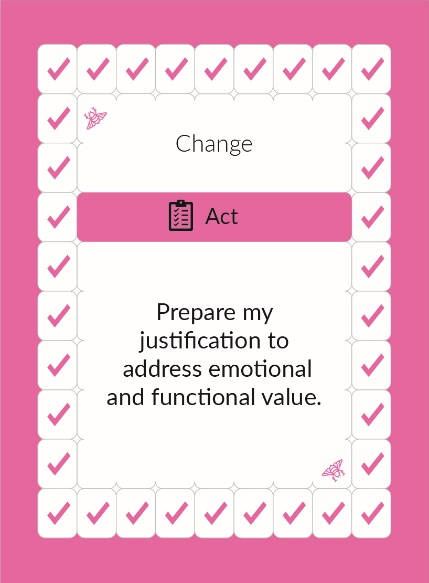 Change
Act
Prepare my
justification to
address emotional
and functional value.